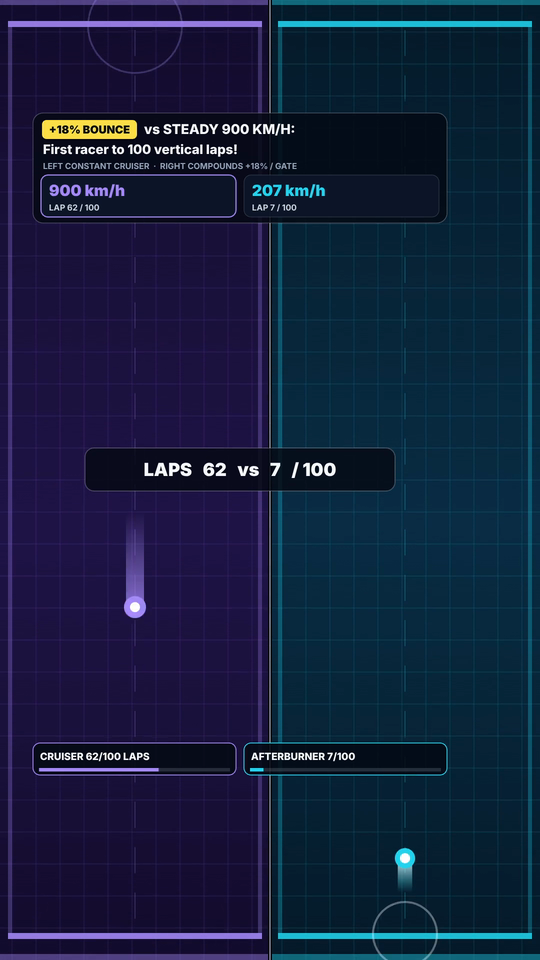 +18% BOUNCE vs STEADY 900 KM/H:
First racer to 100 vertical laps!
LEFT CONSTANT CRUISER · RIGHT COMPOUNDS +18% / GATE
900 km/h
LAP 62 / 100
207 km/h
LAP 7 / 100
LAPS 62 vs 7 / 100
CRUISER 62/100 LAPS
AFTERBURNER 7/100